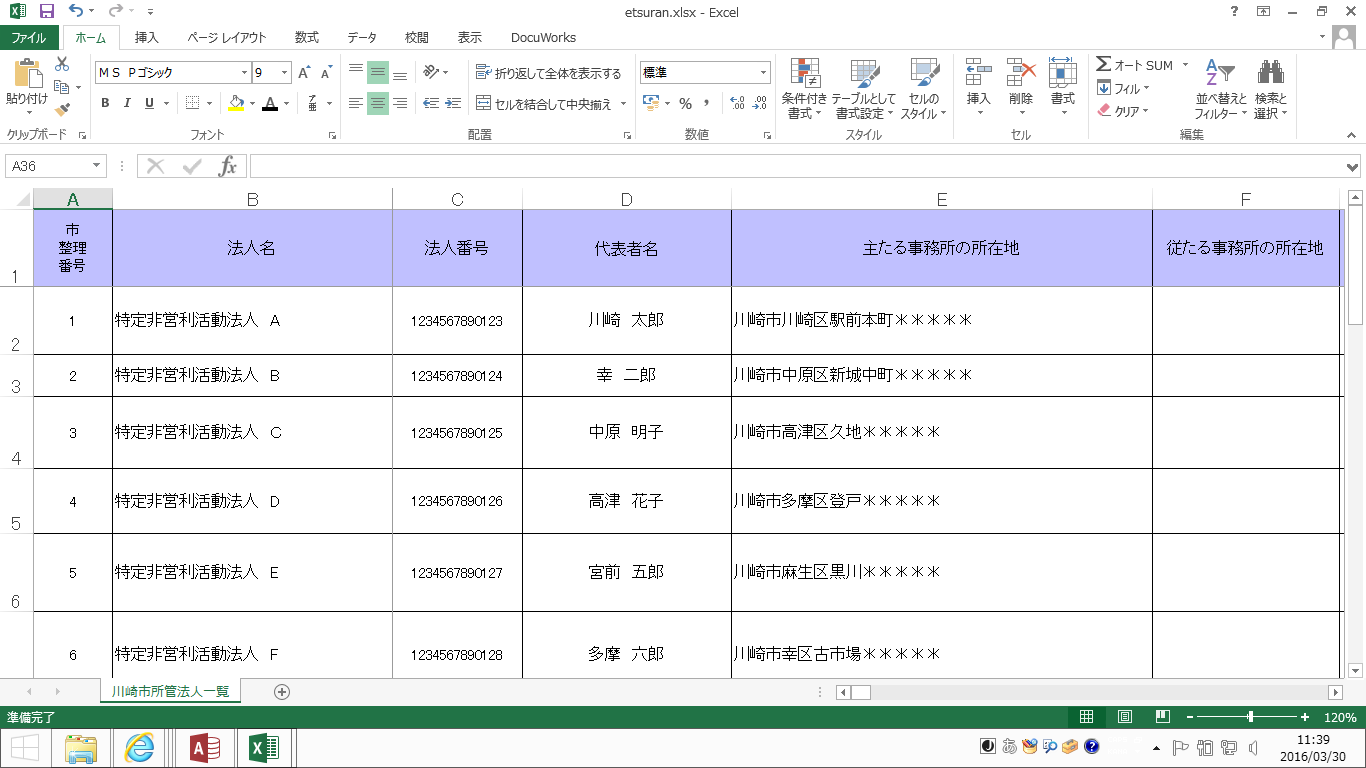 etsuran.xlsx - Excel
ファイル ホーム 挿入 ページ レイアウト 数式 データ 校閲 表示 DocuWorks
貼り付け
クリップボード
ＭＳ Ｐゴシック 9
B I U
フォント
折り返して全体を表示する
セルを結合して中央揃え
配置
標準
% ,
数値
条件付き書式
テーブルとして書式設定
セルのスタイル
スタイル
挿入 削除 書式
セル
Σ オート SUM
フィル
クリア
並べ替えとフィルター
検索と選択
編集
A36 fx
A B C D E F
1 市整理番号 法人名 法人番号 代表者名 主たる事務所の所在地 従たる事務所の所在地
2 1 特定非営利活動法人　A 1234567890123 川崎　太郎 川崎市川崎区駅前本町＊＊＊＊＊
3 2 特定非営利活動法人　B 1234567890124 幸　二郎 川崎市中原区新城中町＊＊＊＊＊
4 3 特定非営利活動法人　C 1234567890125 中原　明子 川崎市高津区久地＊＊＊＊＊
5 4 特定非営利活動法人　D 1234567890126 高津　花子 川崎市多摩区登戸＊＊＊＊＊
6 5 特定非営利活動法人　E 1234567890127 宮前　五郎 川崎市麻生区黒川＊＊＊＊＊
6 特定非営利活動法人　F 1234567890128 多摩　六郎 川崎市幸区古市場＊＊＊＊＊
川崎市所管法人一覧
準備完了 120%
11:39
2016/03/30